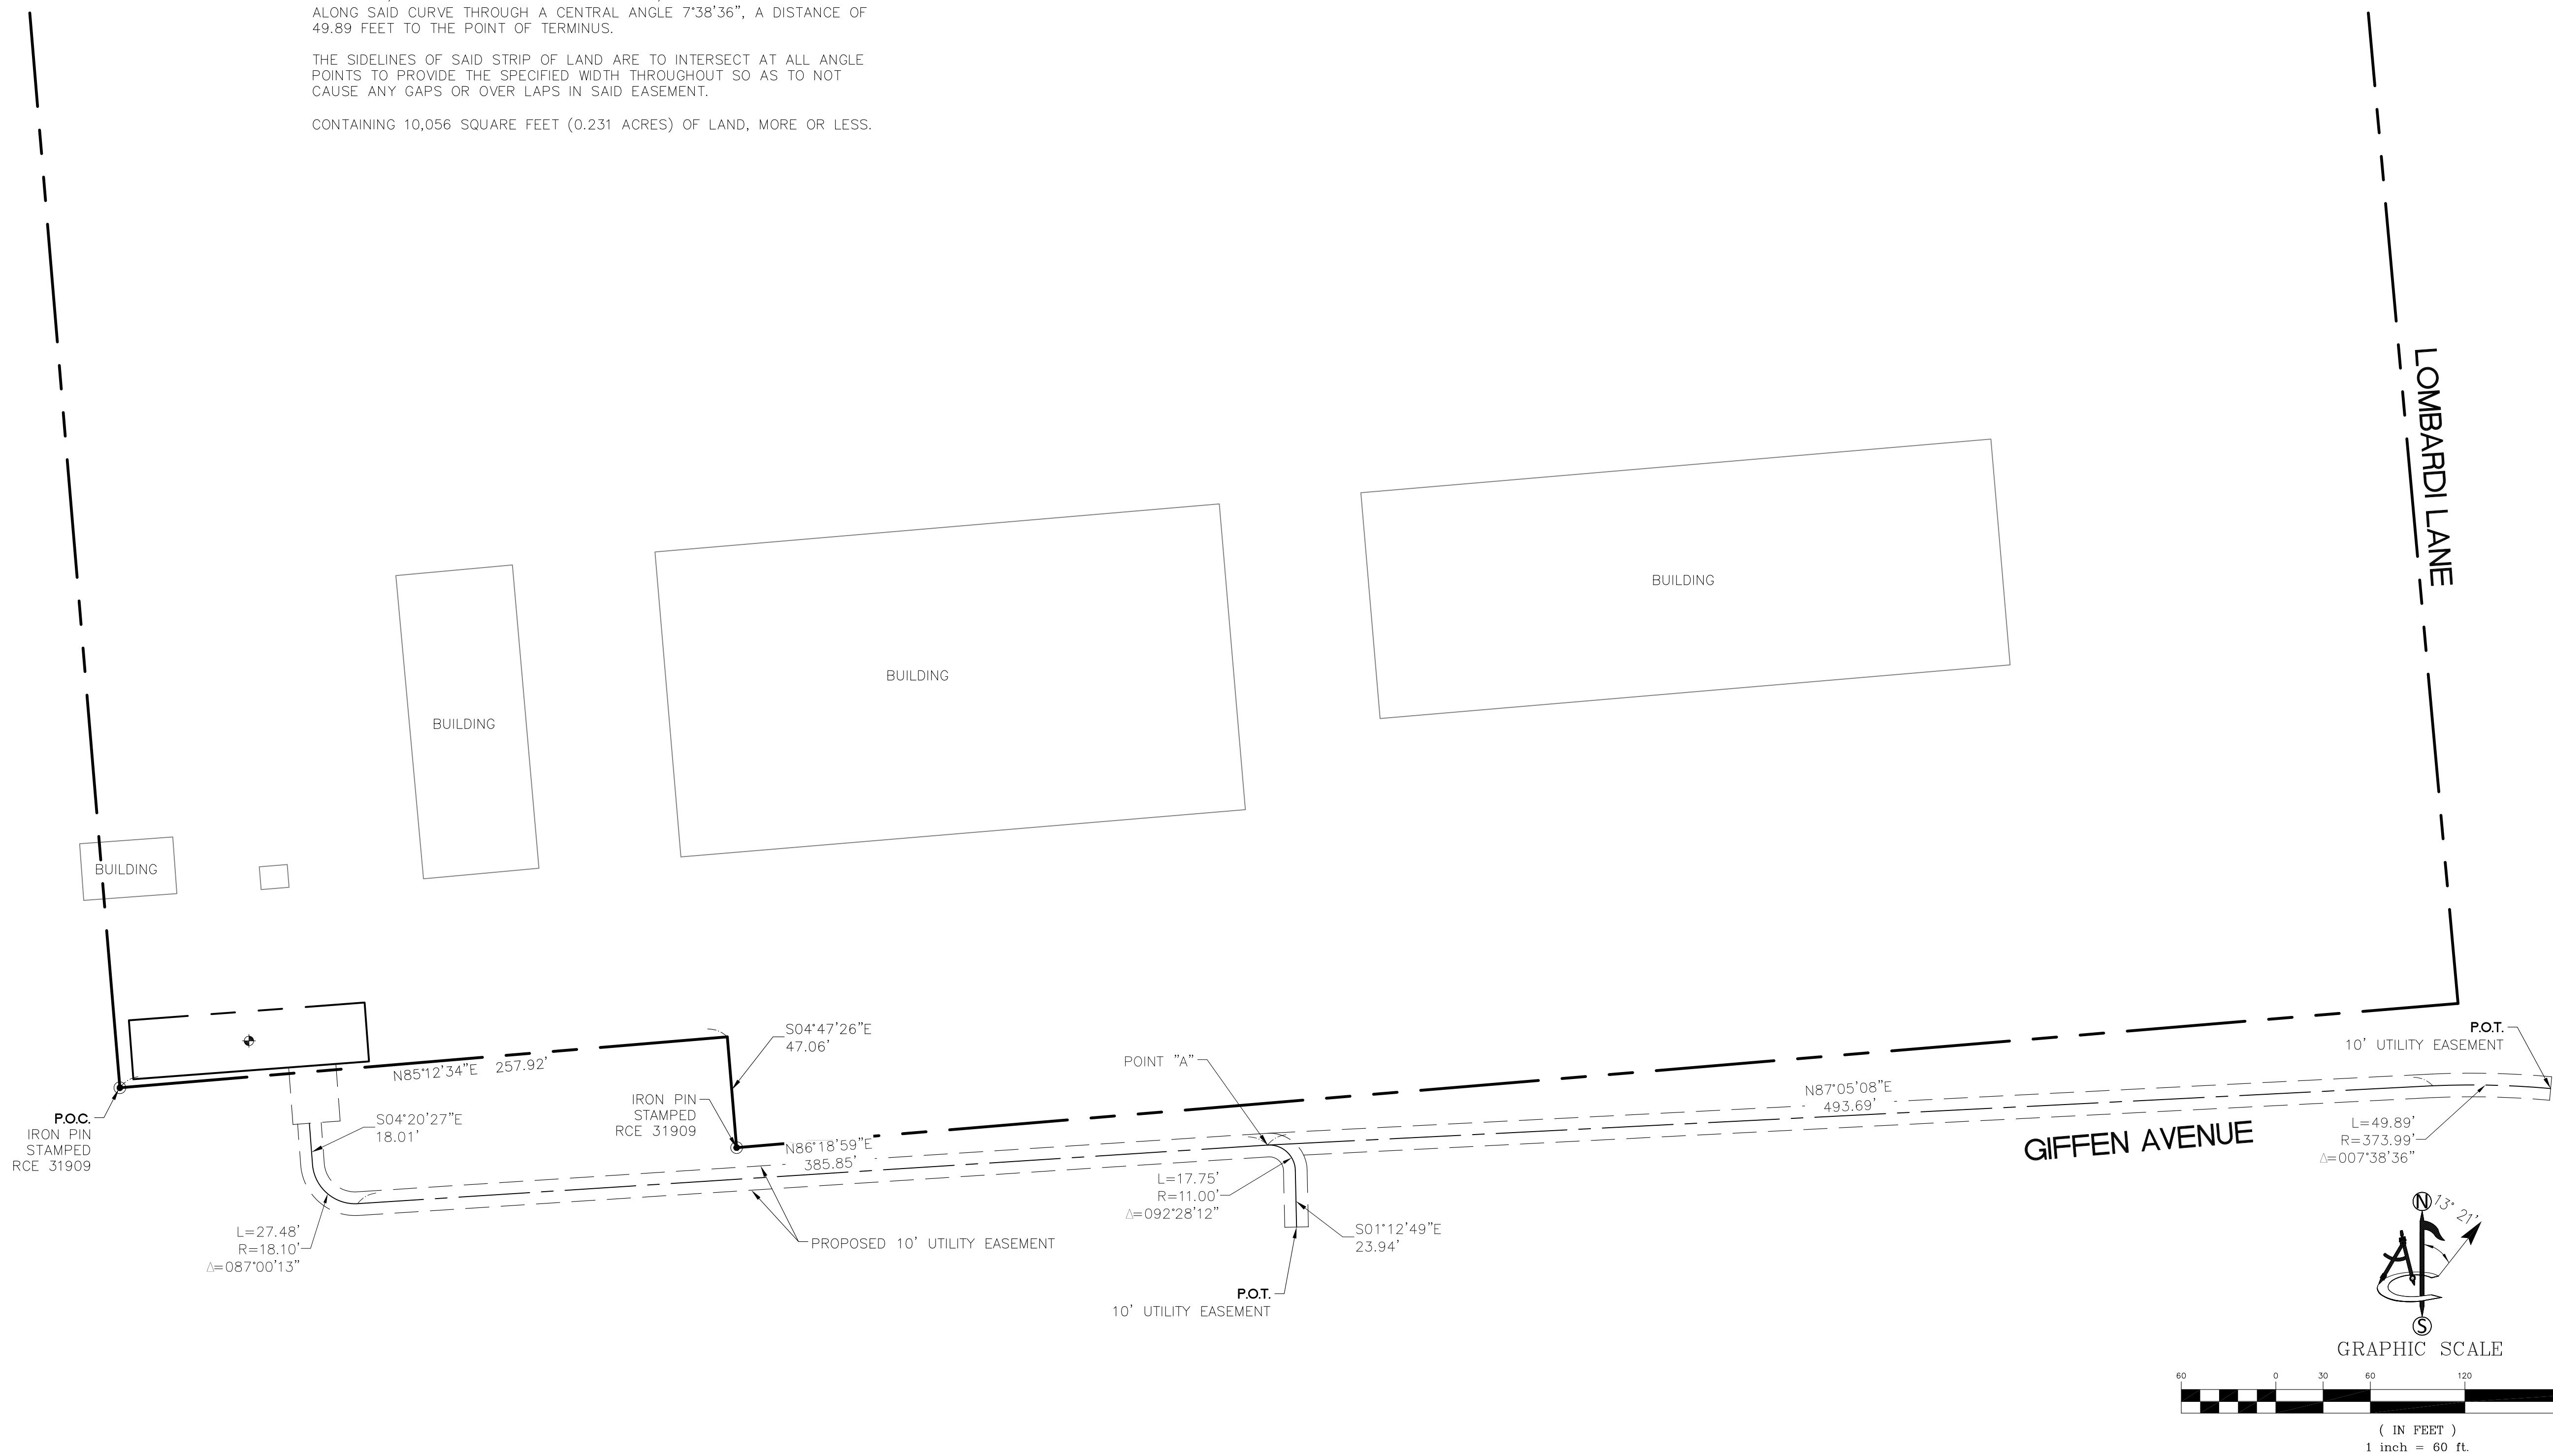 ALONG SAID CURVE THROUGH A CENTRAL ANGLE 7°38'36", A DISTANCE OF
49.89 FEET TO THE POINT OF TERMINUS.
THE SIDELINES OF SAID STRIP OF LAND ARE TO INTERSECT AT ALL ANGLE
POINTS TO PROVIDE THE SPECIFIED WIDTH THROUGHOUT SO AS TO NOT
CAUSE ANY GAPS OR OVER LAPS IN SAID EASEMENT.
CONTAINING 10,056 SQUARE FEET (0.231 ACRES) OF LAND, MORE OR LESS.
LOMBARDI LANE
BUILDING
BUILDING
BUILDING
BUILDING
S04°47'26"E
47.06'
N85°12'34"E 257.92'
POINT "A"
P.O.T.
10' UTILITY EASEMENT
N87°05'08"E
493.69'
P.O.C.
IRON PIN
STAMPED
RCE 31909
S04°20'27"E
18.01'
IRON PIN
STAMPED
RCE 31909
N86°18'59"E
385.85'
GIFFEN AVENUE
L=49.89'
R=373.99'
Δ=007°38'36"
L=17.75'
R=11.00'
Δ=092°28'12"
L=27.48'
R=18.10'
Δ=087°00'13"
PROPOSED 10' UTILITY EASEMENT
S01°12'49"E
23.94'
P.O.T.
10' UTILITY EASEMENT
N
13° 21'
S
GRAPHIC SCALE
60 0 30 60 120
( IN FEET )
1 inch = 60 ft.